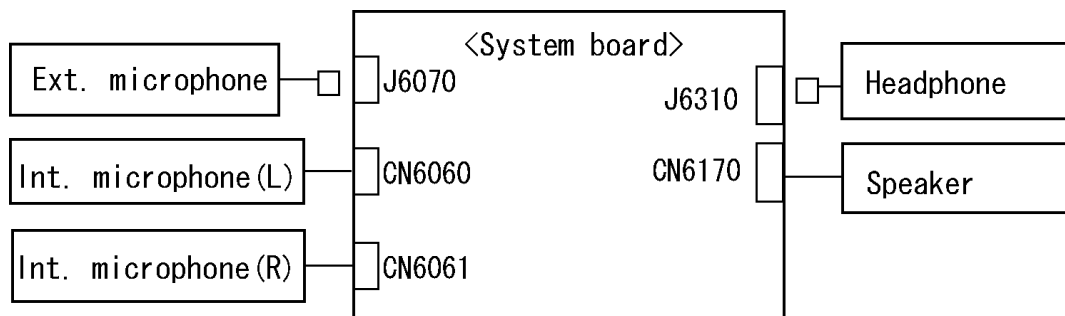 <System board>
Ext. microphone
J6070
J6310
Headphone
Int. microphone(L)
CN6060
CN6170
Speaker
Int. microphone(R)
CN6061